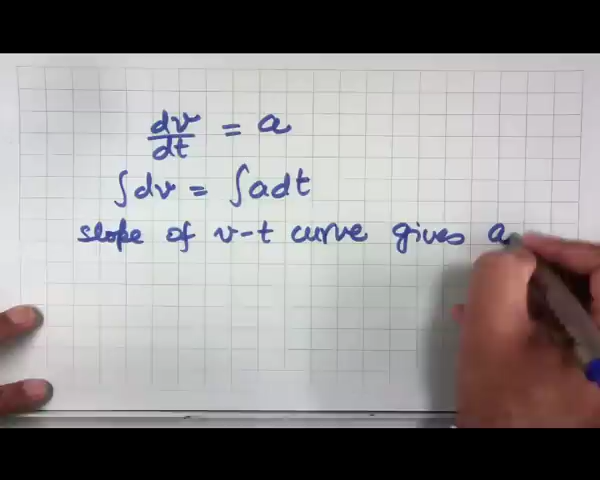 dv/dt = a
∫dv = ∫adt
slope of v-t curve gives a